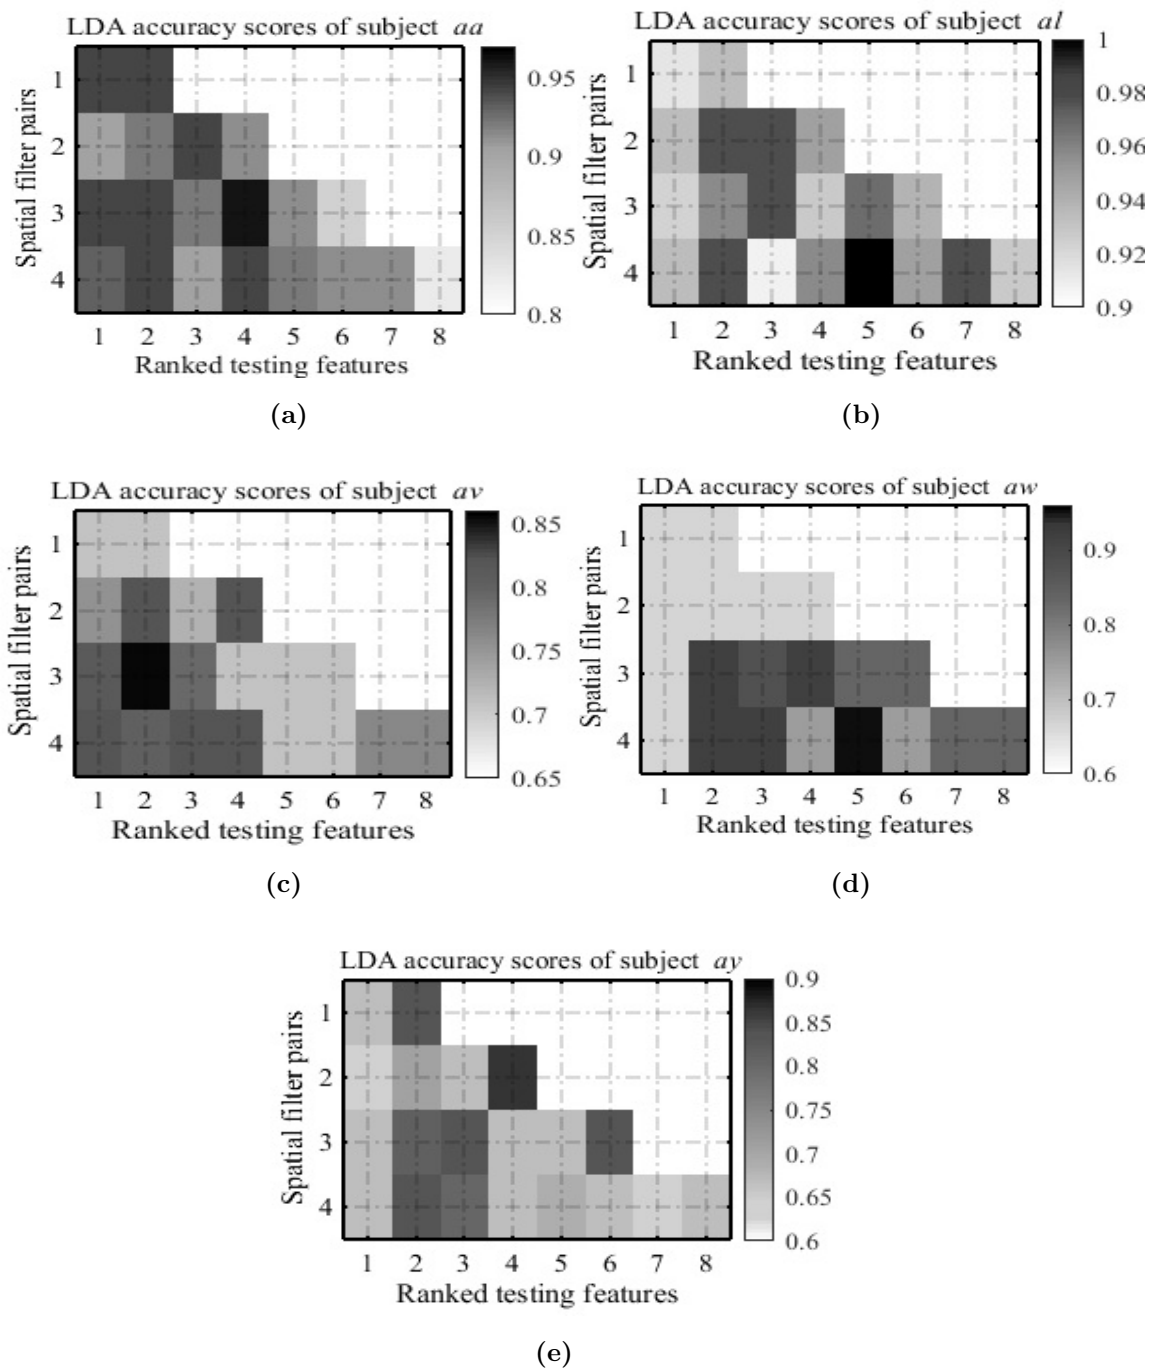 LDA accuracy scores of subject aa
Spatial filter pairs
1
2
3
4
1 2 3 4 5 6 7 8
Ranked testing features
0.95
0.9
0.85
0.8
(a)
LDA accuracy scores of subject al
Spatial filter pairs
1
2
3
4
1 2 3 4 5 6 7 8
Ranked testing features
1
0.98
0.96
0.94
0.92
0.9
(b)
LDA accuracy scores of subject av
Spatial filter pairs
1
2
3
4
1 2 3 4 5 6 7 8
Ranked testing features
0.85
0.8
0.75
0.7
0.65
(c)
LDA accuracy scores of subject aw
Spatial filter pairs
1
2
3
4
1 2 3 4 5 6 7 8
Ranked testing features
0.9
0.8
0.7
0.6
(d)
LDA accuracy scores of subject ay
Spatial filter pairs
1
2
3
4
1 2 3 4 5 6 7 8
Ranked testing features
0.9
0.85
0.8
0.75
0.7
0.65
0.6
(e)